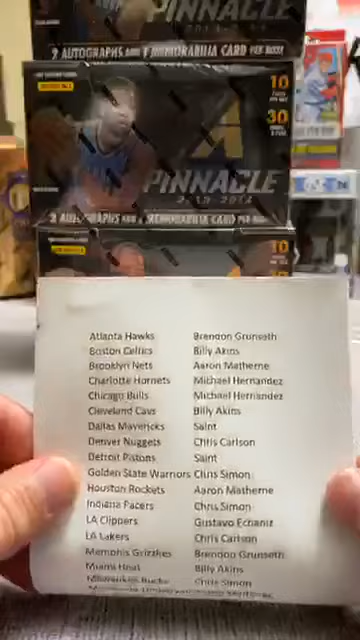 PINNACLE
2 AUTOGRAPHS AND 1 MEMORABILIA CARD PER BOX!
10
30
PINNACLE
2013-2014
2 AUTOGRAPHS AND 1 MEMORABILIA CARD PER BOX!
10
Atlanta Hawks Brendon Grunseth
Boston Celtics Billy Akins
Brooklyn Nets Aaron Matherne
Charlotte Hornets Michael Hernandez
Chicago Bulls Michael Hernandez
Cleveland Cavs Billy Akins
Dallas Mavericks Saint
Denver Nuggets Chris Carlson
Detroit Pistons Saint
Golden State Warriors Chris Simon
Houston Rockets Aaron Matherne
Indiana Pacers Chris Simon
LA Clippers Gustavo Echaniz
LA Lakers Chris Carlson
Memphis Grizzlies Brendon Grunseth
Miami Heat Billy Akins
Milwaukee Bucks Chris Simon